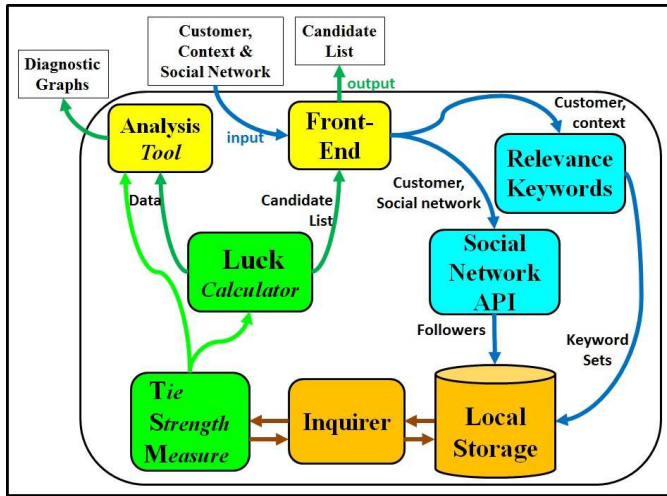 Customer,
Context &
Social Network
Candidate
List
Diagnostic
Graphs
output
Analysis
Tool
input
Front-
End
Customer,
context
Relevance
Keywords
Data
Candidate
List
Customer,
Social network
Luck
Calculator
Social
Network
API
Followers
Keyword
Sets
Tie
Strength
Measure
Inquirer
Local
Storage